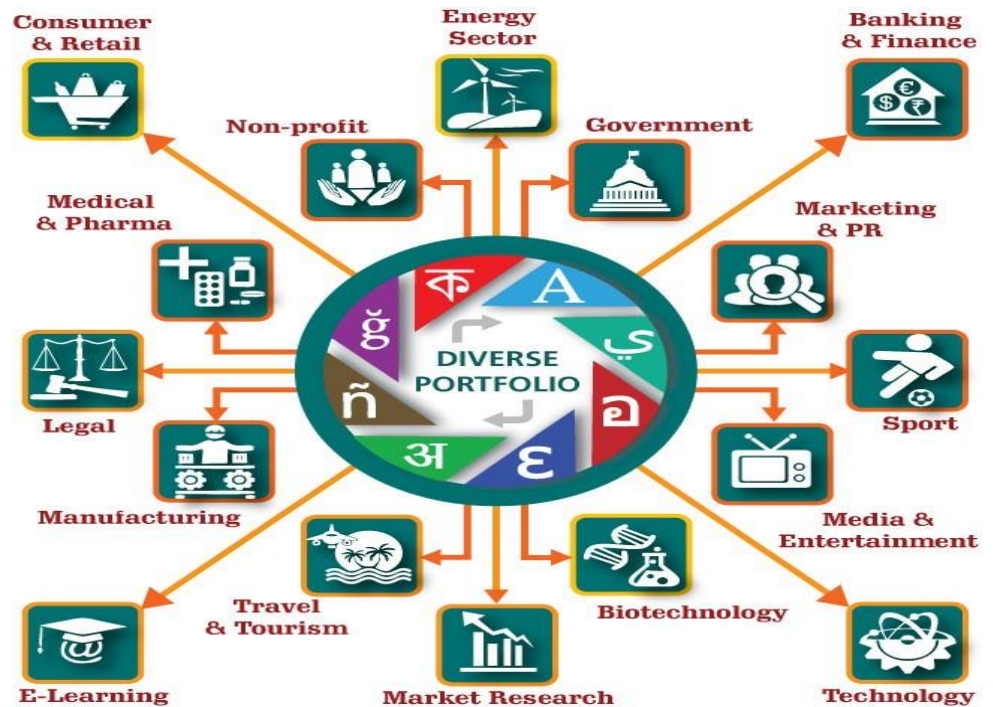 Consumer
& Retail
Energy
Sector
Banking
& Finance
Non-profit
Government
Medical
& Pharma
Marketing
& PR
$ € ₹
ğ
ক
A
ي
DIVERSE
PORTFOLIO
ñ
อ
अ
ε
Legal
Sport
Manufacturing
Media &
Entertainment
Travel
& Tourism
Biotechnology
@
E-Learning
Market Research
Technology